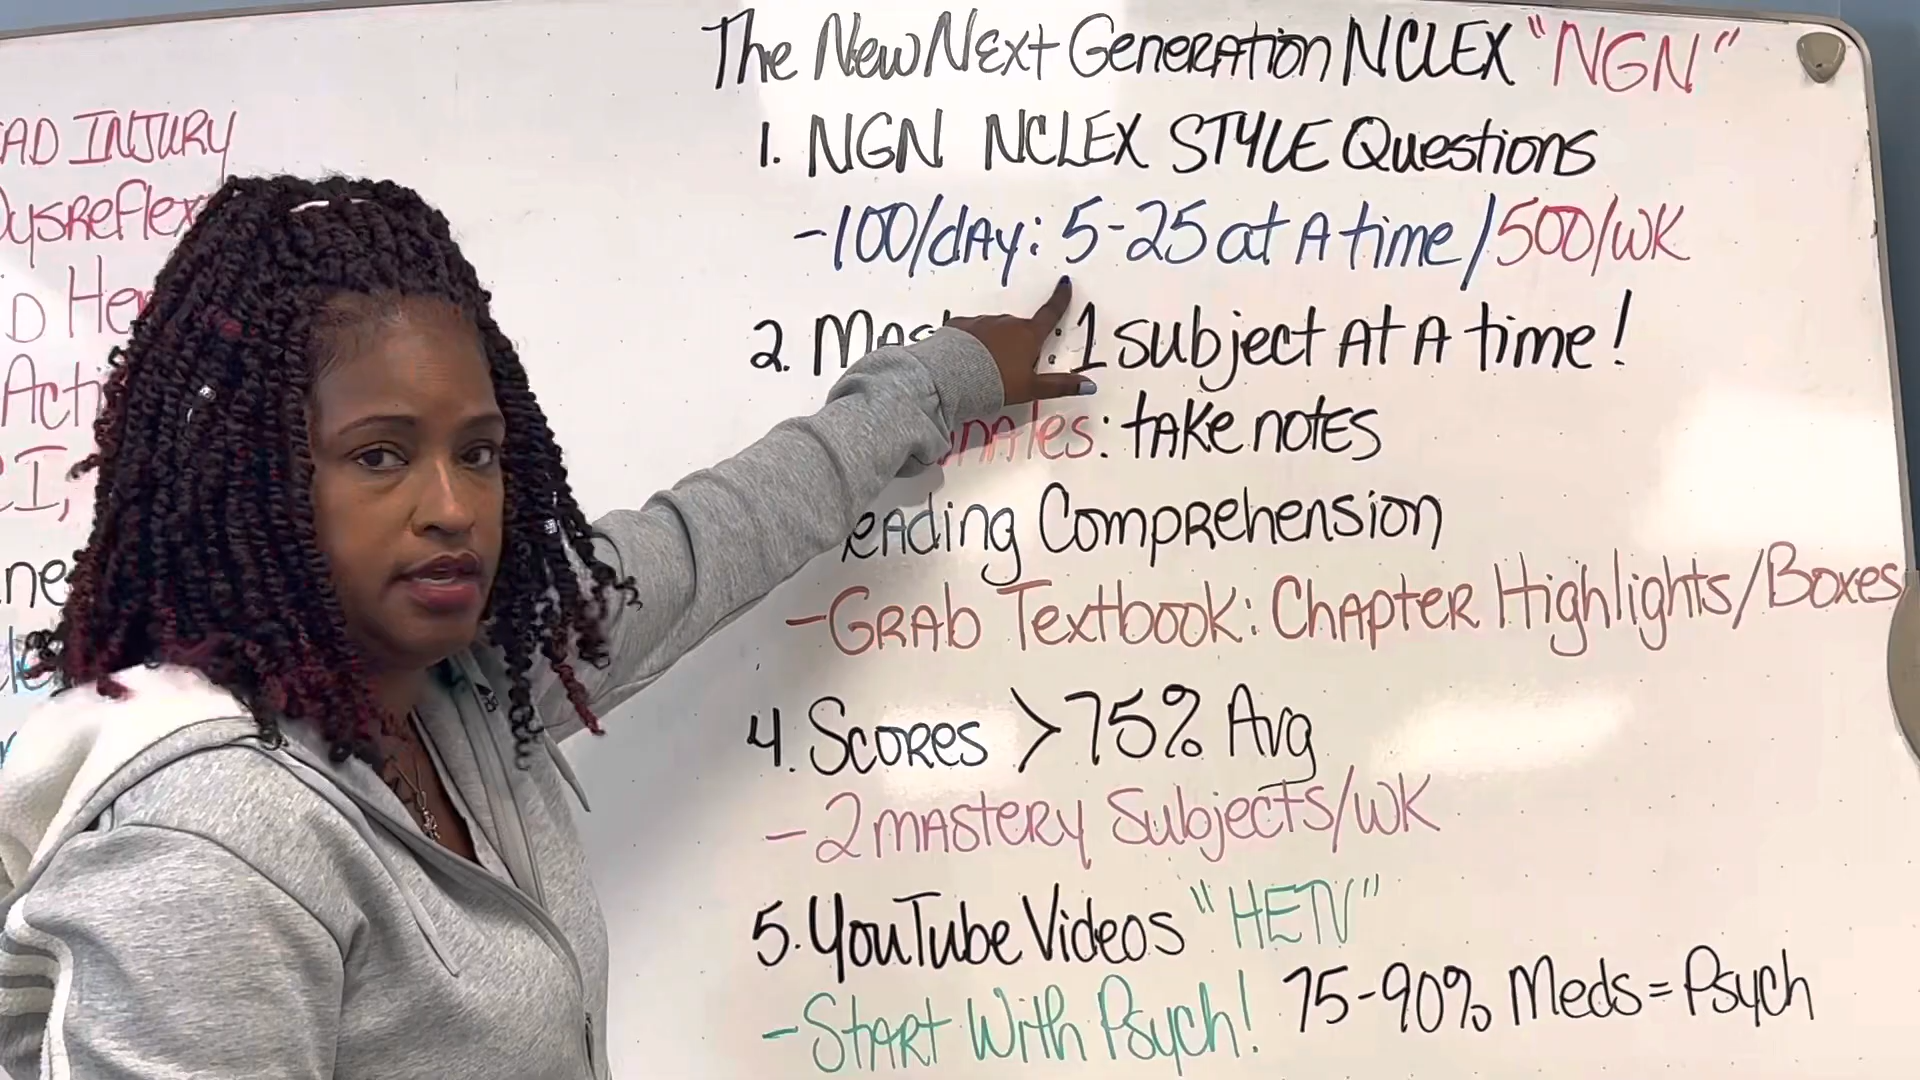 The New Next Generation NCLEX "NGN"
1. NGN NCLEX STYLE Questions
-100/day: 5-25 at A time/500/wk
2. : 1 subject At A time!
: take notes
Reading Comprehension
-Grab Textbook: Chapter Highlights/Boxes
4. Scores >75% Avg
-2 mastery Subjects/wk
5. YouTube Videos "HETV"
-Start With Psych! 75-90% Meds=Psych
INJURY